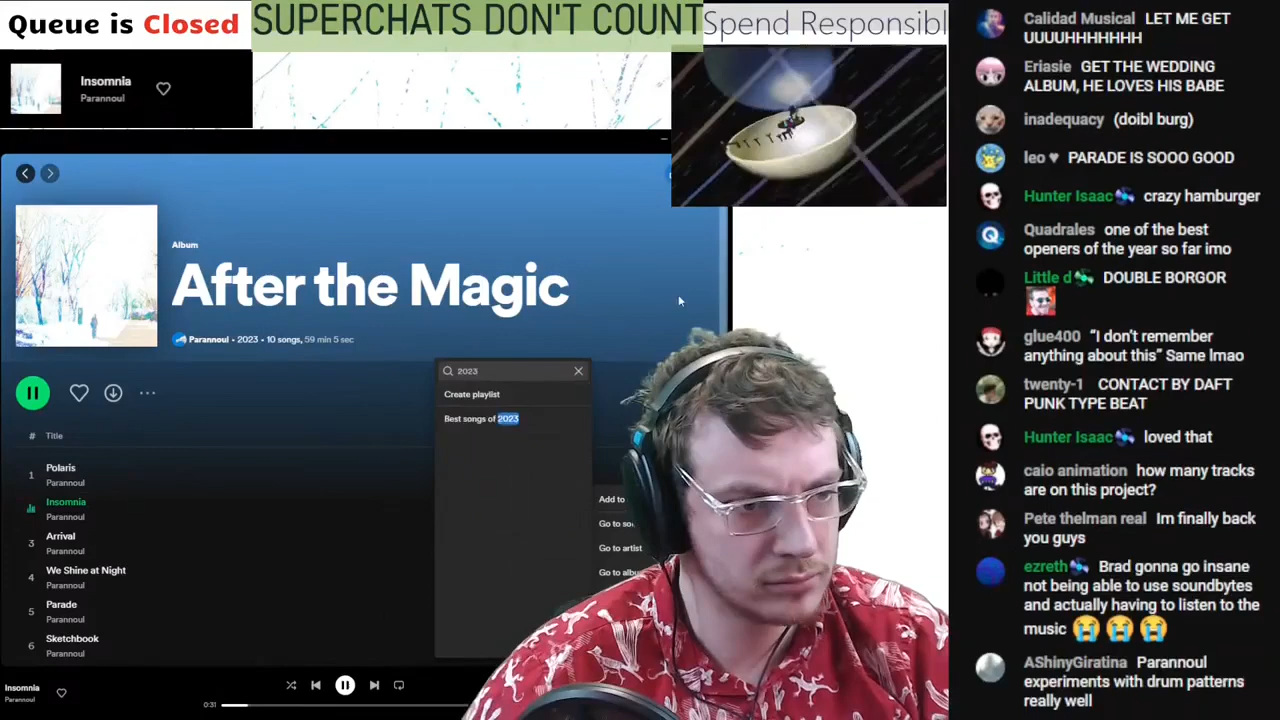 Queue is Closed
SUPERCHATS DON'T COUNT
Spend Responsibl
Insomnia
Parannoul
Album
After the Magic
Parannoul • 2023 • 10 songs, 59 min 5 sec
# Title
1 Polaris
Parannoul
Insomnia
Parannoul
3 Arrival
Parannoul
4 We Shine at Night
Parannoul
5 Parade
Parannoul
6 Sketchbook
Parannoul
2023
Create playlist
Best songs of 2023
Add to
Go to so
Go to artist
Go to albu
Insomnia
Parannoul
0:31
Calidad Musical LET ME GET
UUUUHHHHHHH
Eriasie GET THE WEDDING
ALBUM, HE LOVES HIS BABE
inadequacy (doibl burg)
leo ♥ PARADE IS SOOO GOOD
Hunter Isaac crazy hamburger
Quadrales one of the best
openers of the year so far imo
Little d DOUBLE BORGOR
glue400 “I don't remember
anything about this” Same lmao
twenty-1 CONTACT BY DAFT
PUNK TYPE BEAT
Hunter Isaac loved that
caio animation how many tracks
are on this project?
Pete thelman real Im finally back
you guys
ezreth Brad gonna go insane
not being able to use soundbytes
and actually having to listen to the
music 😭😭😭
AShinyGiratina Parannoul
experiments with drum patterns
really well